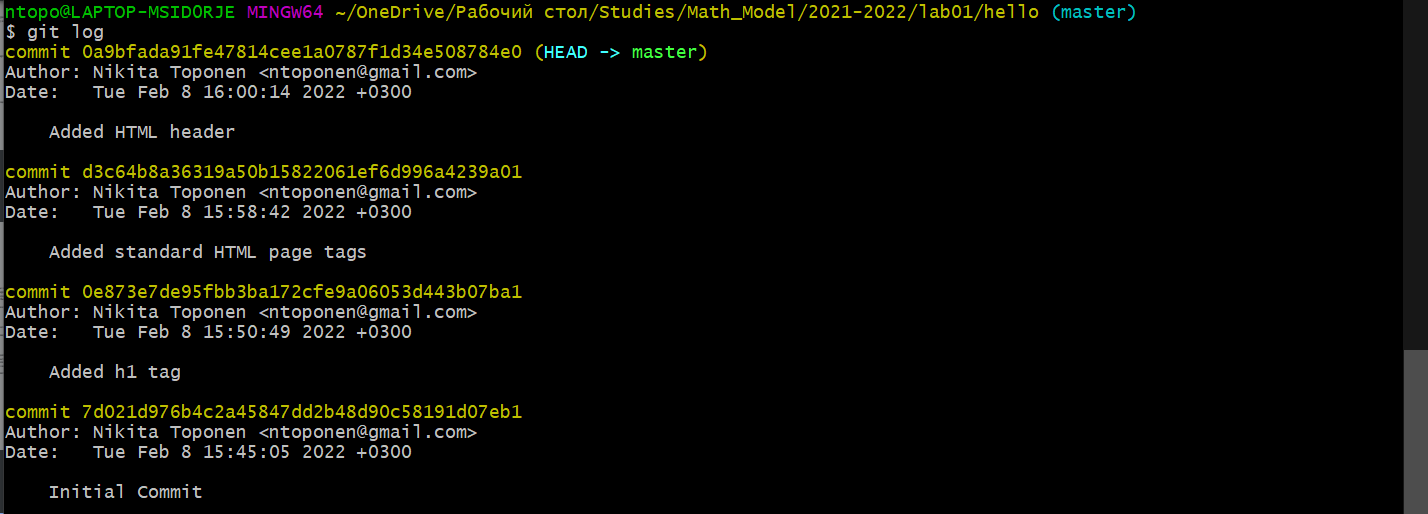 ntopo@LAPTOP-MSIDORJE MINGW64 ~/OneDrive/Рабочий стол/Studies/Math_Model/2021-2022/lab01/hello (master)
$ git log
commit 0a9bfada91fe47814cee1a0787f1d34e508784e0 (HEAD -> master)
Author: Nikita Toponen <ntoponen@gmail.com>
Date:   Tue Feb 8 16:00:14 2022 +0300
    Added HTML header
commit d3c64b8a36319a50b15822061ef6d996a4239a01
Author: Nikita Toponen <ntoponen@gmail.com>
Date:   Tue Feb 8 15:58:42 2022 +0300
    Added standard HTML page tags
commit 0e873e7de95fbb3ba172cfe9a06053d443b07ba1
Author: Nikita Toponen <ntoponen@gmail.com>
Date:   Tue Feb 8 15:50:49 2022 +0300
    Added h1 tag
commit 7d021d976b4c2a45847dd2b48d90c58191d07eb1
Author: Nikita Toponen <ntoponen@gmail.com>
Date:   Tue Feb 8 15:45:05 2022 +0300
    Initial Commit